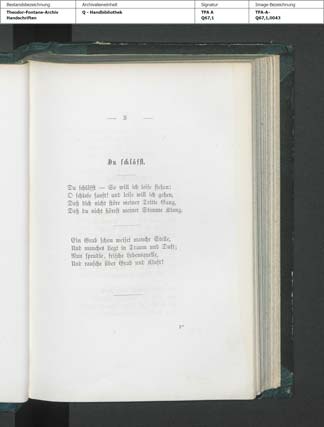 Bestandsbezeichnung
Archivalieneinheit
Signatur
Image-Bezeichnung
Theodor-Fontane-Archiv
Handschriften
Q - Handbibliothek
TFA A
Q67,1
TFA-A-
Q67,1,0043
— 3 —
Du schläfst.
Du schläfst — So will ich leise flehen:
O schlafe sanft! und leise will ich gehen,
Daß dich nicht störe meiner Tritte Gang,
Daß du nicht hörest meiner Stimme Klang.
Ein Grab schon weiset manche Stelle,
Und manches liegt in Traum und Duft;
Nun sprudle, frische Lebensquelle,
Und rausche über Grab und Kluft!
1*